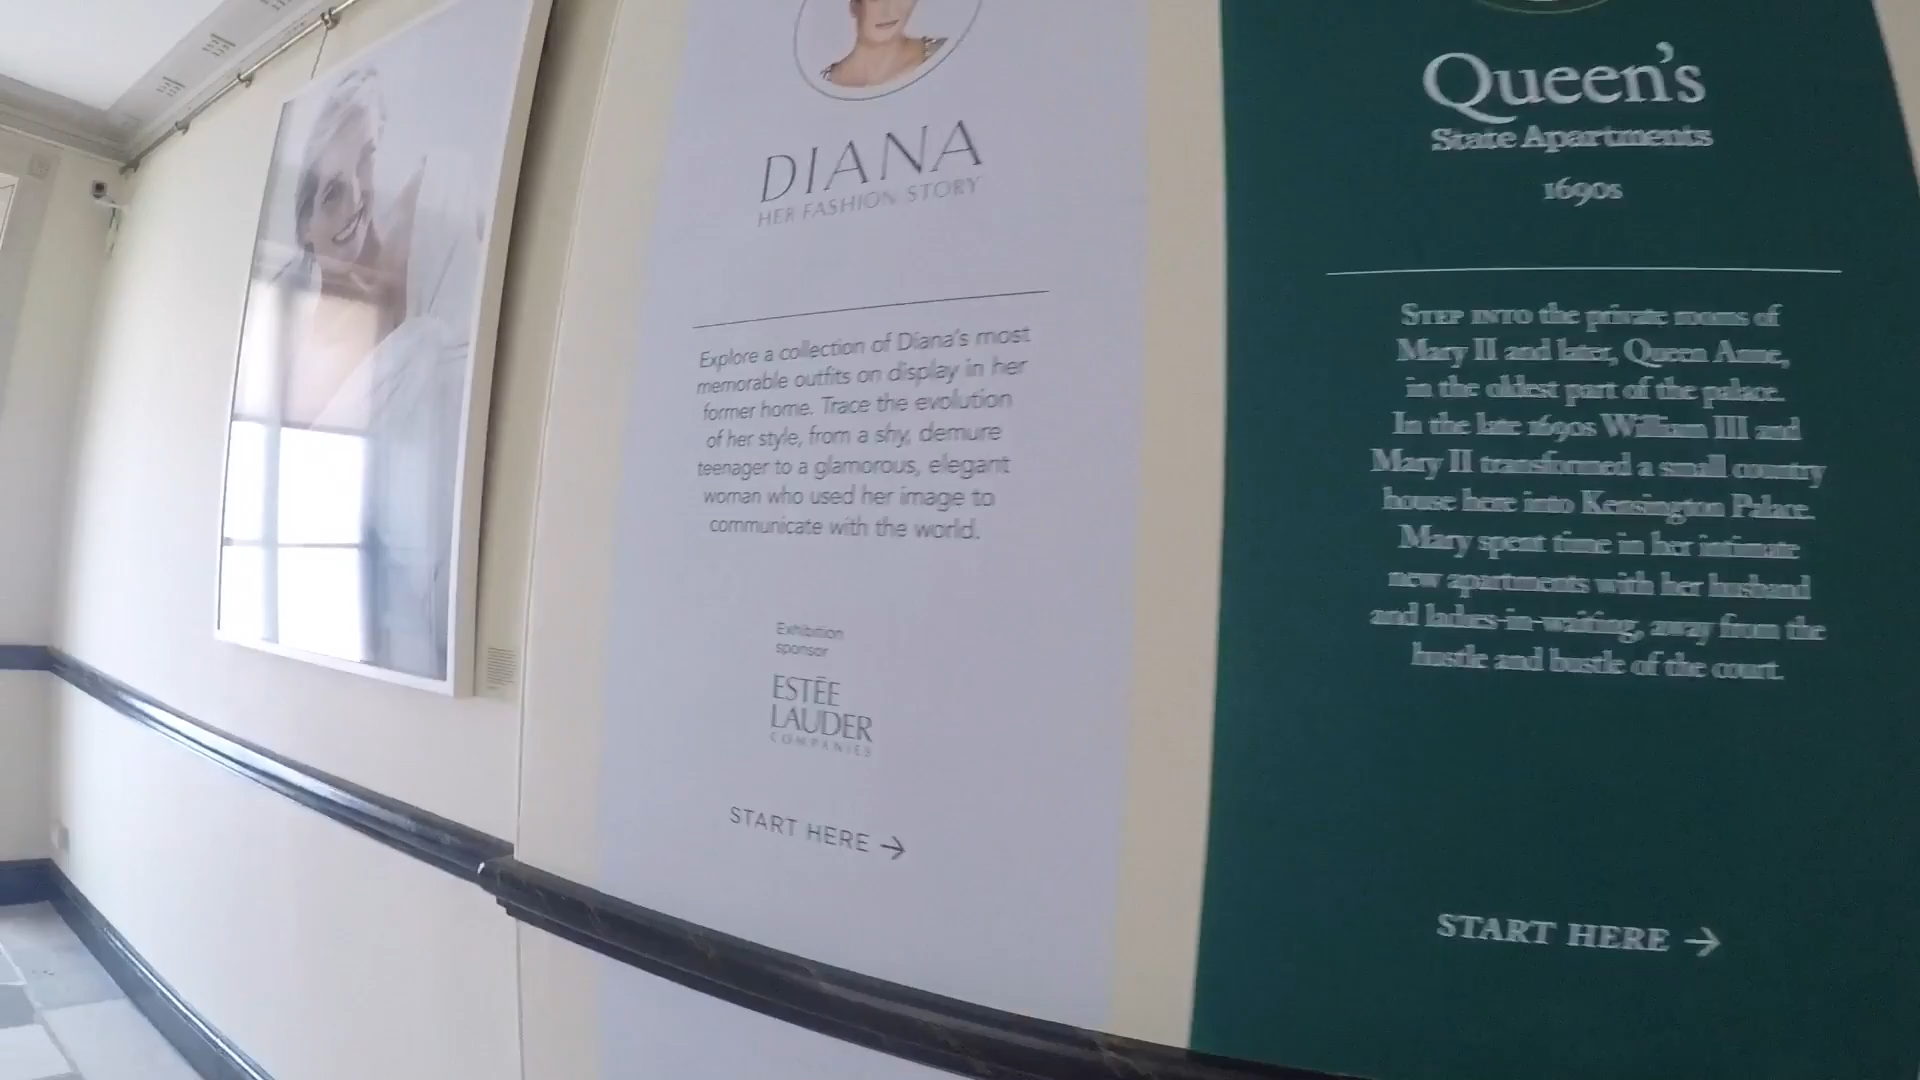 DIANA
HER FASHION STORY
Explore a collection of Diana's most
memorable outfits on display in her
former home. Trace the evolution
of her style, from a shy, demure
teenager to a glamorous, elegant
woman who used her image to
communicate with the world.
Exhibition
sponsor
ESTĒE
LAUDER
COMPANIES
START HERE →
Queen's
State Apartments
1690s
STEP INTO the private rooms of
Mary II and later, Queen Anne,
in the oldest part of the palace.
In the late 1690s William III and
Mary II transformed a small country
house here into Kensington Palace.
Mary spent time in her intimate
new apartments with her husband
and ladies-in-waiting, away from the
hustle and bustle of the court.
START HERE →